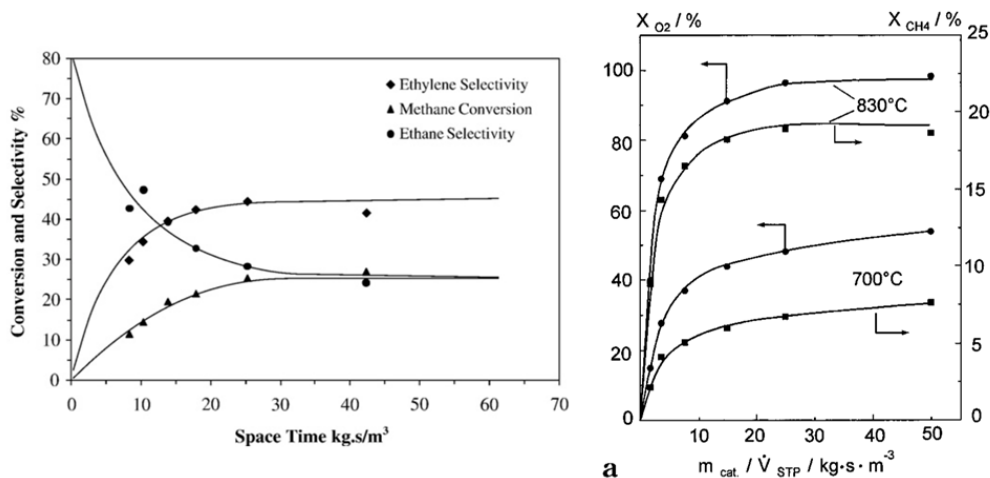 80
70
60
50
40
30
20
10
0
Conversion and Selectivity %
Ethylene Selectivity
Methane Conversion
Ethane Selectivity
0 10 20 30 40 50 60 70
Space Time kg.s/m³
X O2 / %
X CH4 / %
100
80
60
40
20
0
25
20
15
10
5
0
830°C
700°C
0 10 20 30 40 50
a
m cat. / V̇ STP / kg·s·m⁻³